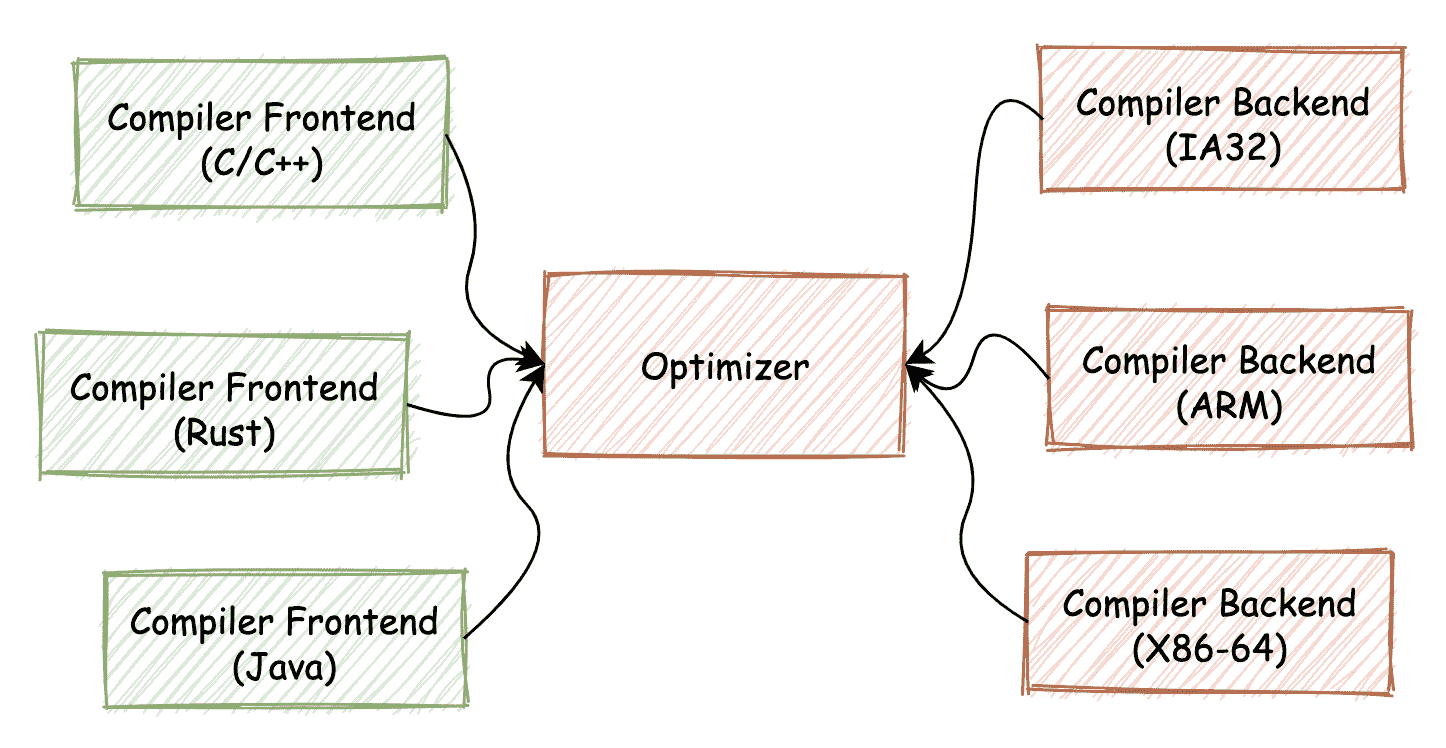 Compiler Frontend
(C/C++)
Compiler Frontend
(Rust)
Compiler Frontend
(Java)
Optimizer
Compiler Backend
(IA32)
Compiler Backend
(ARM)
Compiler Backend
(X86-64)